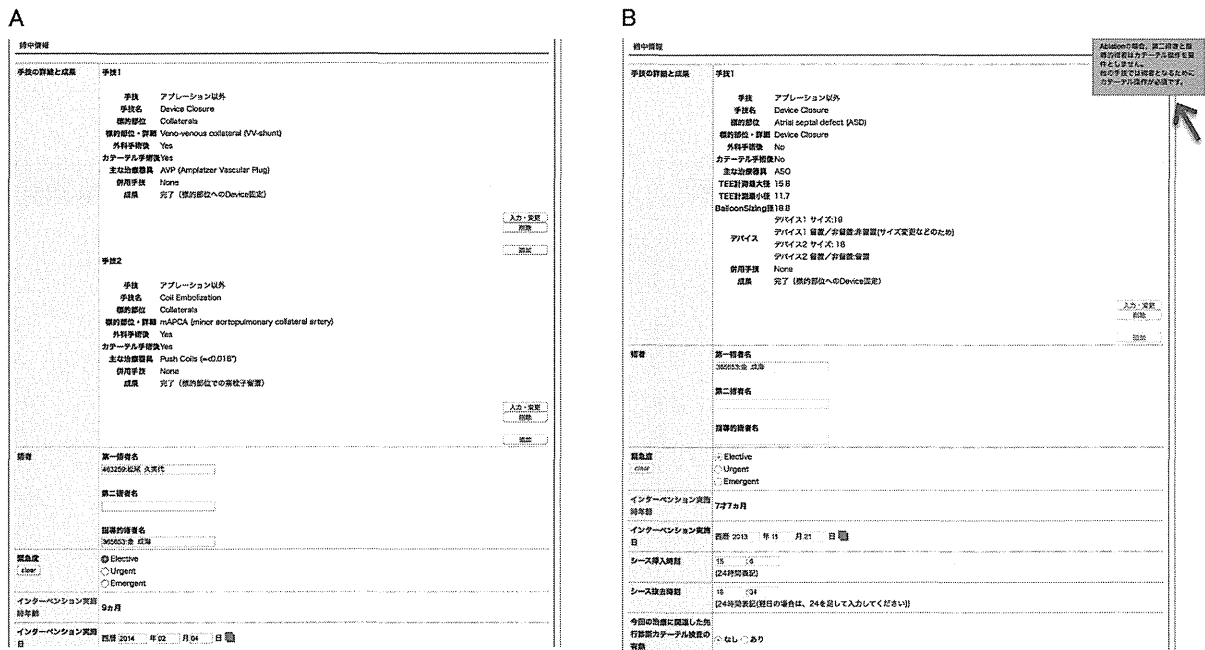 A
術中情報
手技の詳細と成果
手技1
手技 アブレーション以外
手技名 Device Closure
標的部位 Collaterals
標的部位・詳細 Veno-venous collateral (VV-shunt)
外科手術後 Yes
カテーテル手術後 Yes
主な治療器具 AVP (Amplatzer Vascular Plug)
併用手技 None
成果 完了（標的部位へのDevice固定）
入力・変更
削除
追加
手技2
手技 アブレーション以外
手技名 Coil Embolization
標的部位 Collaterals
標的部位・詳細 mAPCA (minor aortopulmonary collateral artery)
外科手術後 Yes
カテーテル手術後 Yes
主な治療器具 Push Coils (=<0.018")
併用手技 None
成果 完了（標的部位での塞栓子留置）
入力・変更
削除
追加
術者
第一術者名
第二術者名
指導的術者名
365653:金 成海
緊急度
clear
Elective
Urgent
Emergent
インターベンション実施時年齢
9ヵ月
インターベンション実施日
西暦 2014 年 02 月 04 日
B
術中情報
Ablationの場合、第二術者と指
導的術者はカテーテル操作を要
件としません。
他の手技では術者となるために
カテーテル操作が必須です。
手技の詳細と成果
手技1
手技 アブレーション以外
手技名 Device Closure
標的部位 Atrial septal defect (ASD)
標的部位・詳細 Device Closure
外科手術後 No
カテーテル手術後 No
主な治療器具 ASO
TEE計測最大径 15.8
TEE計測最小径 11.7
BalloonSizing径 18.8
デバイス
デバイス1 サイズ:19
デバイス1 留置／非留置:非留置(サイズ変更などのため)
デバイス2 サイズ: 18
デバイス2 留置／非留置:留置
併用手技 None
成果 完了（標的部位へのDevice固定）
入力・変更
削除
追加
術者
第一術者名
365653:金 成海
第二術者名
指導的術者名
緊急度
clear
Elective
Urgent
Emergent
インターベンション実施時年齢
7才7ヵ月
インターベンション実施日
西暦 2013 年 11 月 21 日
シース挿入時刻
(24時間表記)
シース抜去時刻
(24時間表記(翌日の場合は、24を足して入力してください))
今回の治療に関連した先
行診断カテーテル検査の
有無
なし あり